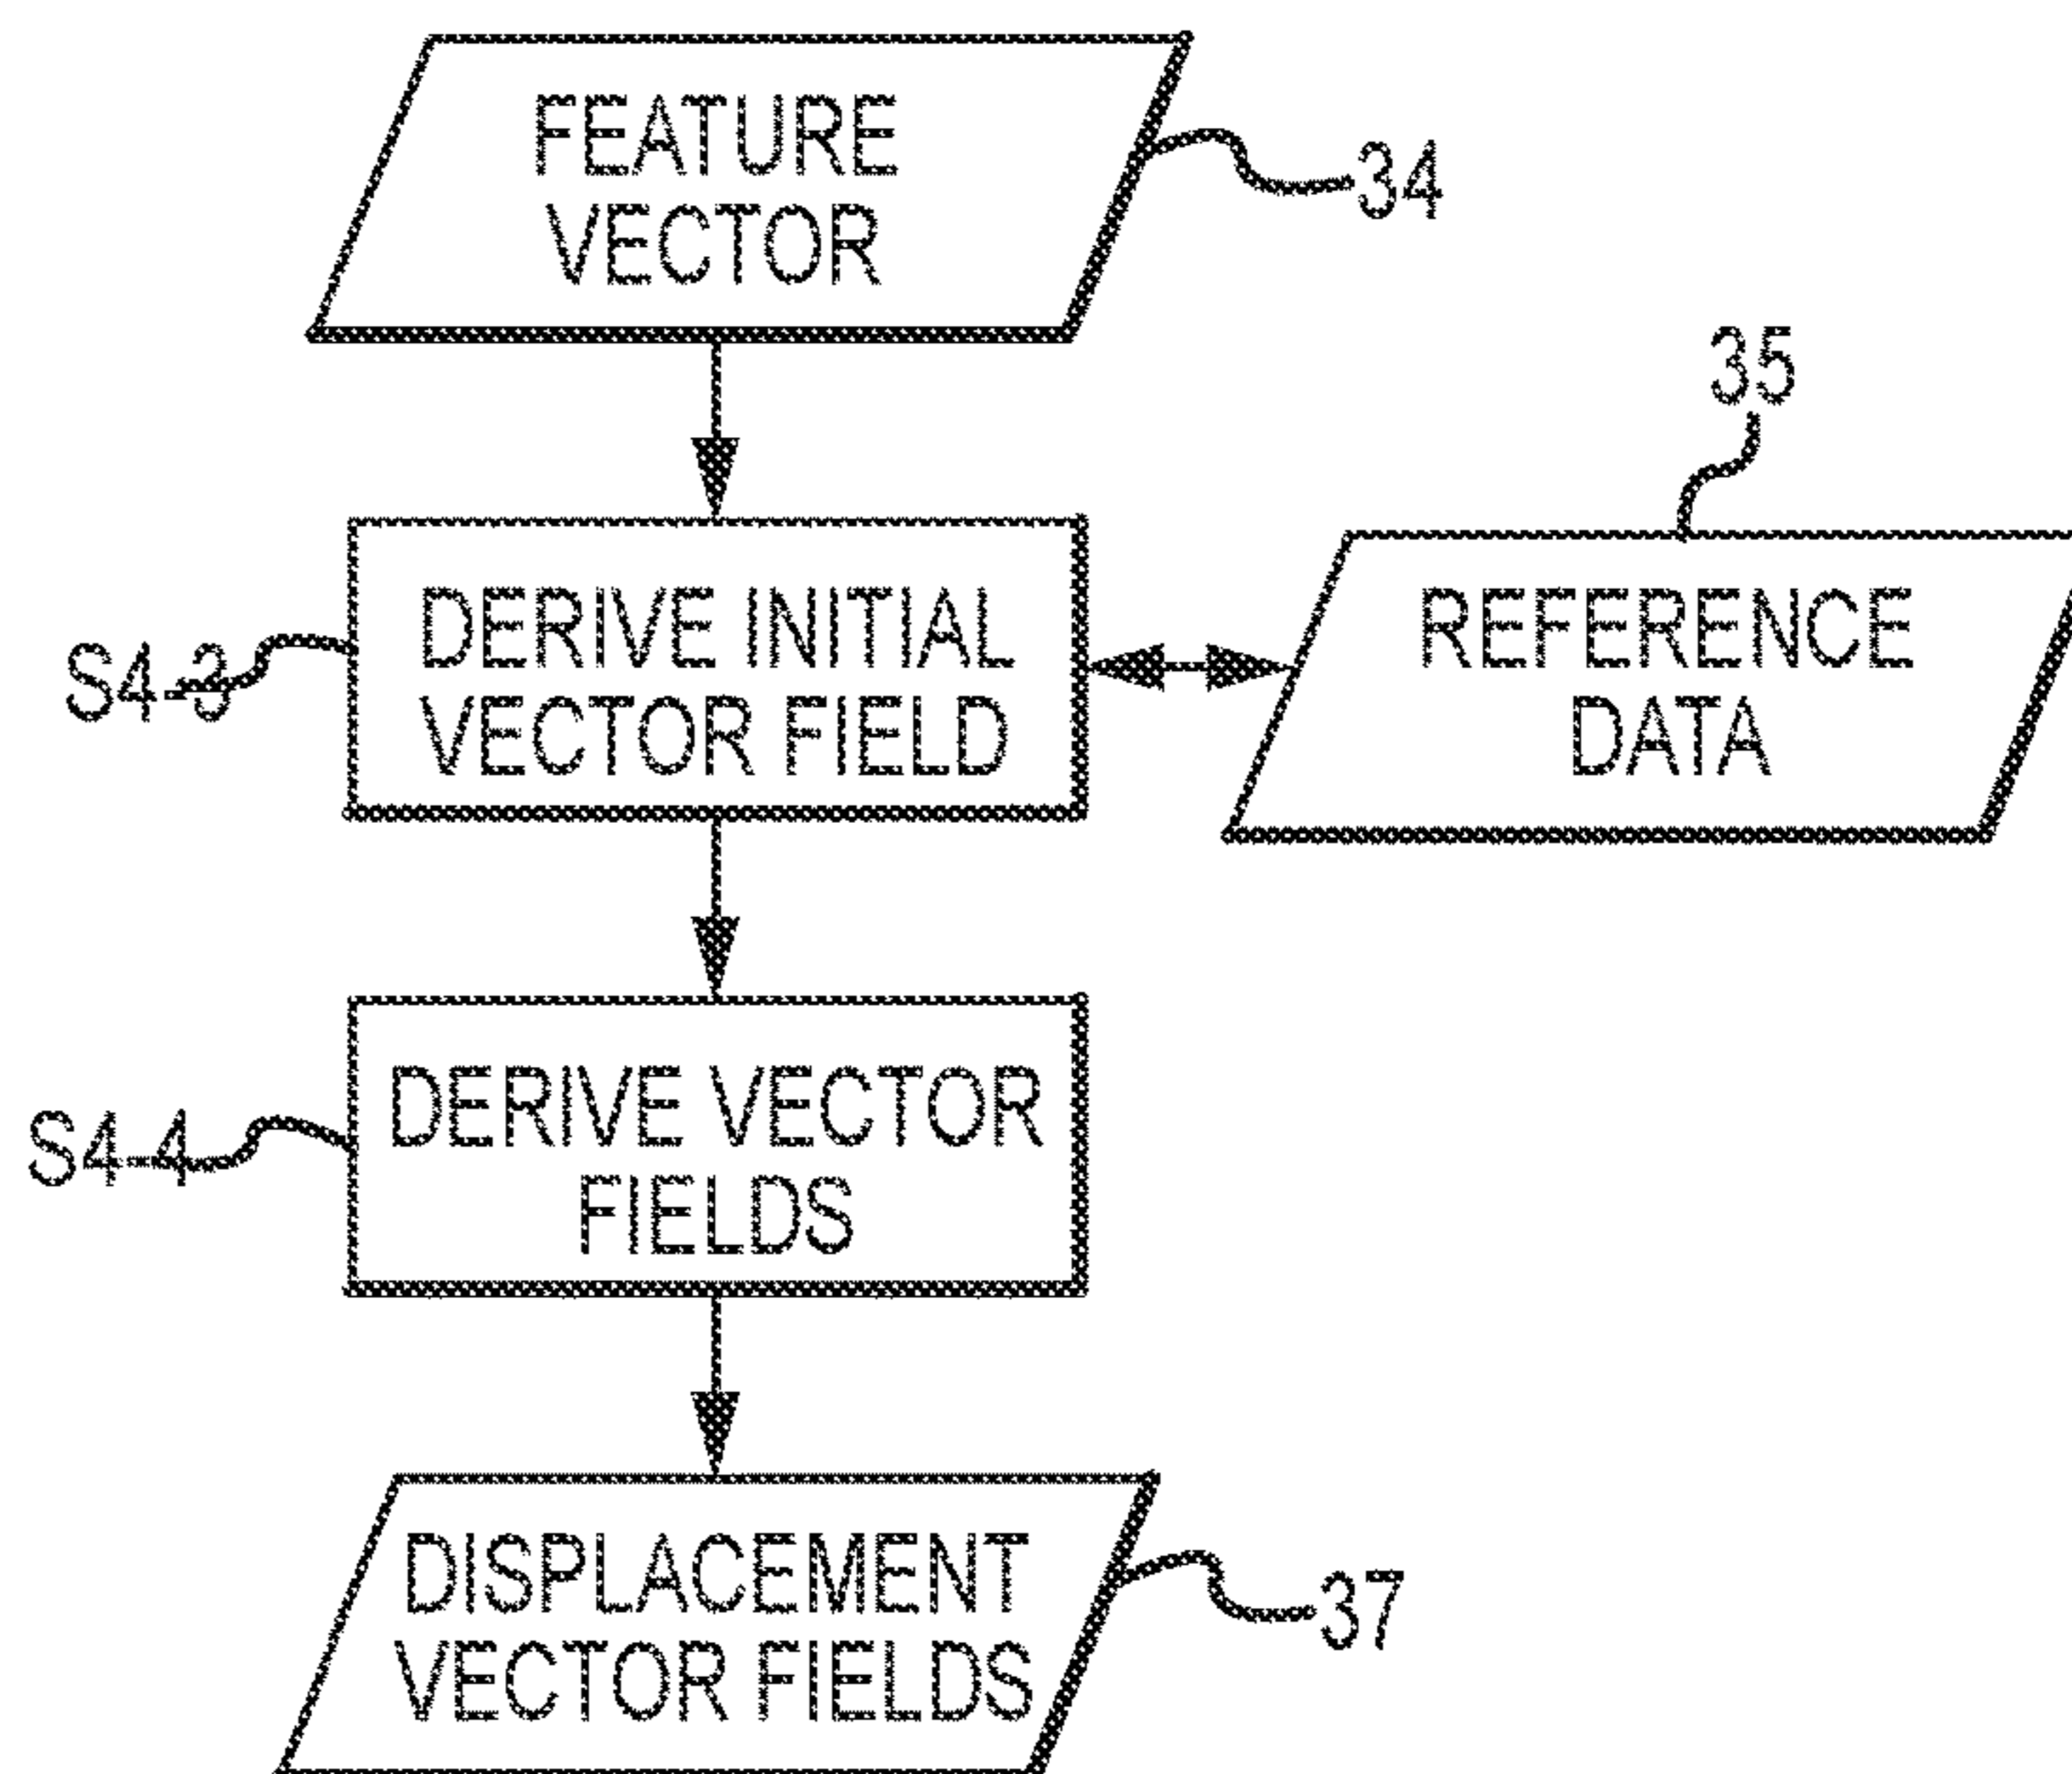 FEATURE
VECTOR
34
35
S4-3
DERIVE INITIAL
VECTOR FIELD
REFERENCE
DATA
S4-4
DERIVE VECTOR
FIELDS
DISPLACEMENT
VECTOR FIELDS
37